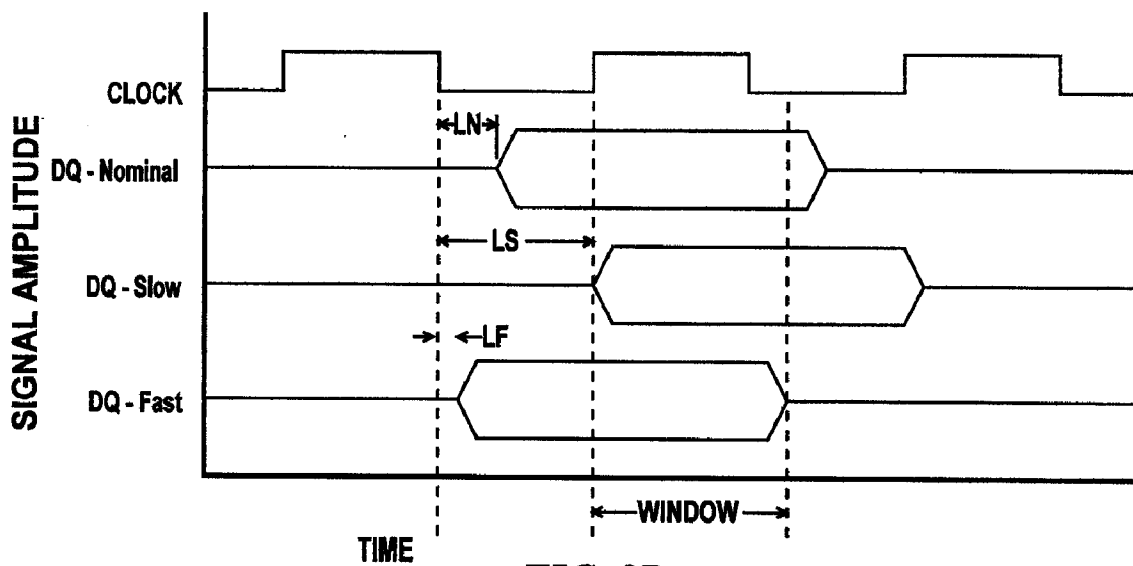 SIGNAL AMPLITUDE
CLOCK
LN
DQ - Nominal
LS
DQ - Slow
LF
DQ - Fast
WINDOW
TIME